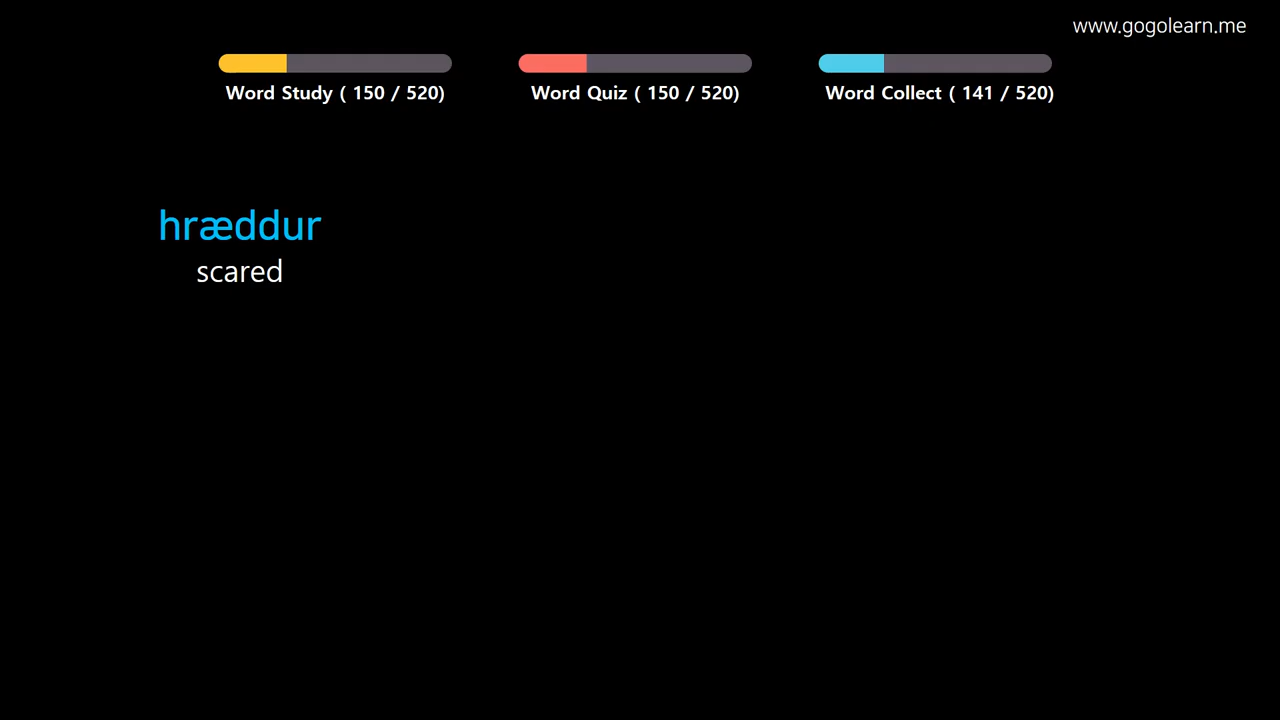 www.gogolearn.me
Word Study ( 150 / 520)
Word Quiz ( 150 / 520)
Word Collect ( 141 / 520)
hræddur
scared